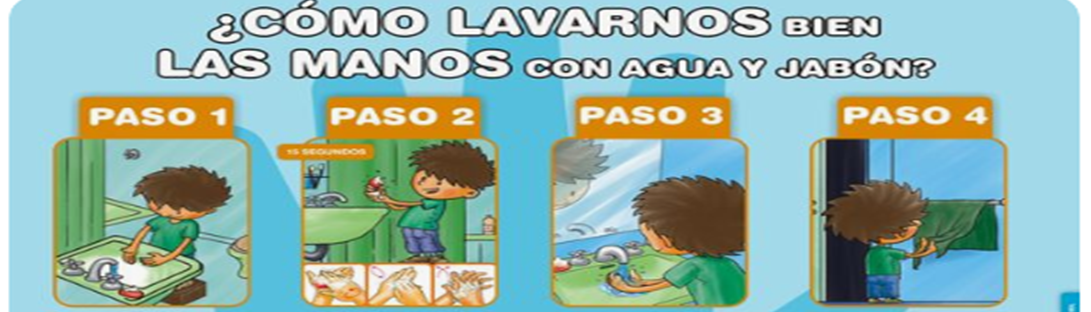 ¿CÓMO LAVARNOS BIEN
LAS MANOS CON AGUA Y JABÓN?
PASO 1
PASO 2
PASO 3
PASO 4
15 SEGUNDOS